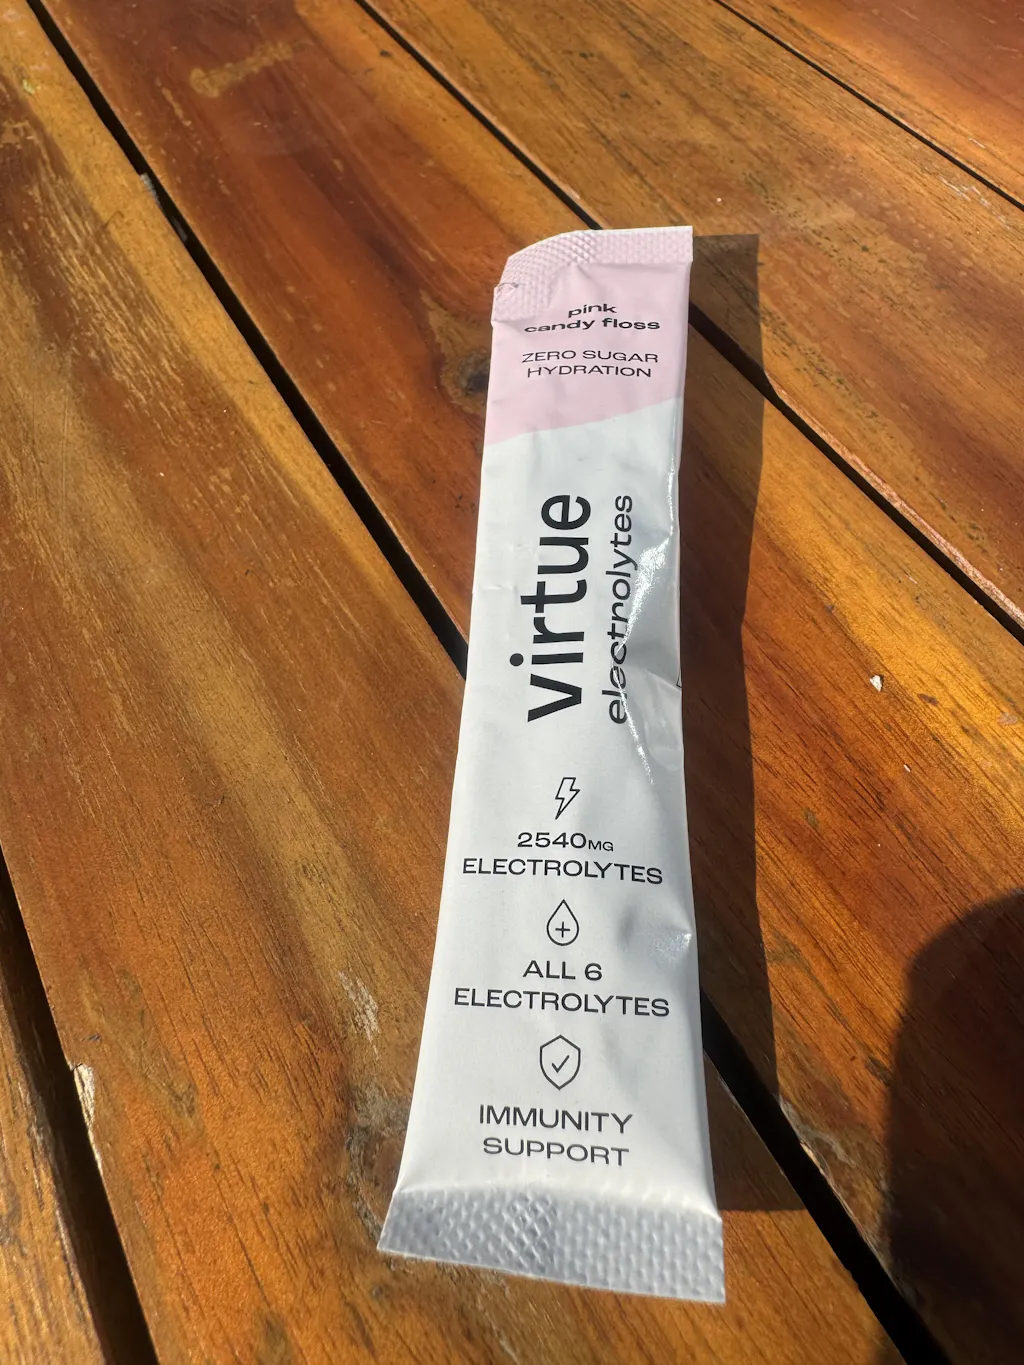 pink
candy floss
ZERO SUGAR
HYDRATION
virtue
electrolytes
2540MG
ELECTROLYTES
ALL 6
ELECTROLYTES
IMMUNITY
SUPPORT